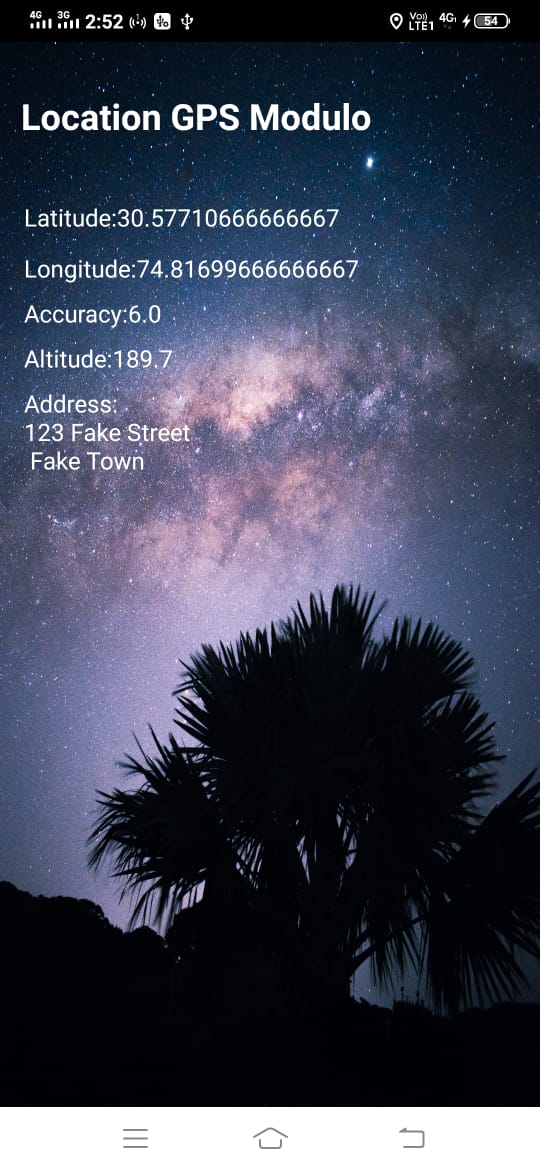 4G 3G 2:52 Vo)) LTE1 4G 54
Location GPS Modulo
Latitude:30.57710666666667
Longitude:74.81699666666667
Accuracy:6.0
Altitude:189.7
Address:
123 Fake Street
Fake Town